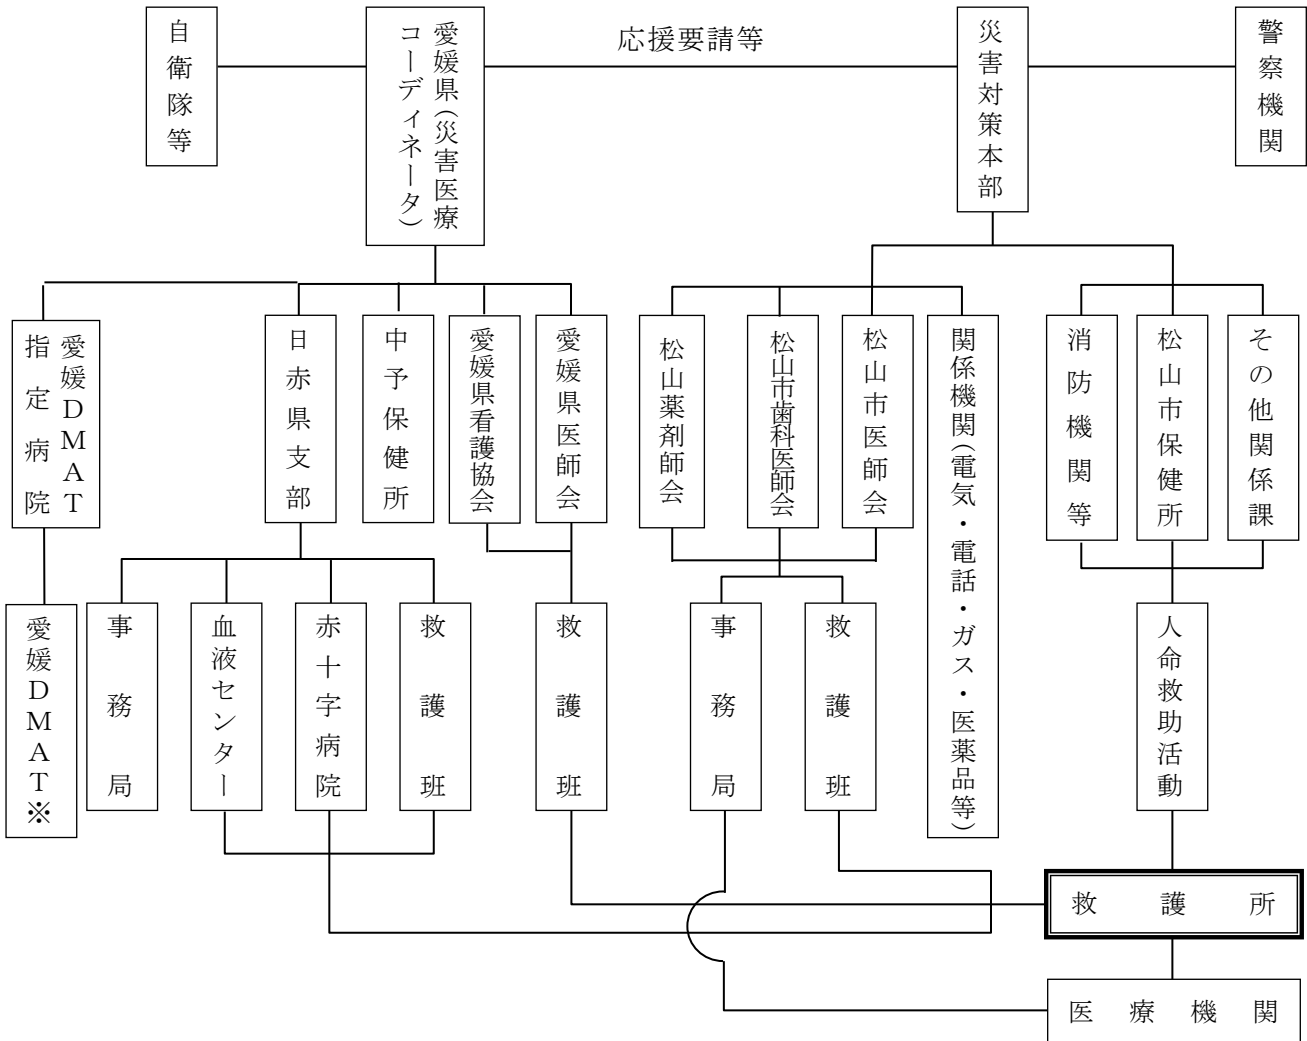 自衛隊等
愛媛県(災害医療
コーディネータ)
応援要請等
災害対策本部
警察機関
愛媛DMAT
指定病院
日赤県支部
中予保健所
愛媛県看護協会
愛媛県医師会
松山薬剤師会
松山市歯科医師会
松山市医師会
関係機関(電気・電話・ガス・医薬品等)
消防機関等
松山市保健所
その他関係課
愛媛DMAT※
事務局
血液センター
赤十字病院
救護班
救護班
事務局
救護班
人命救助活動
救護所
医療機関